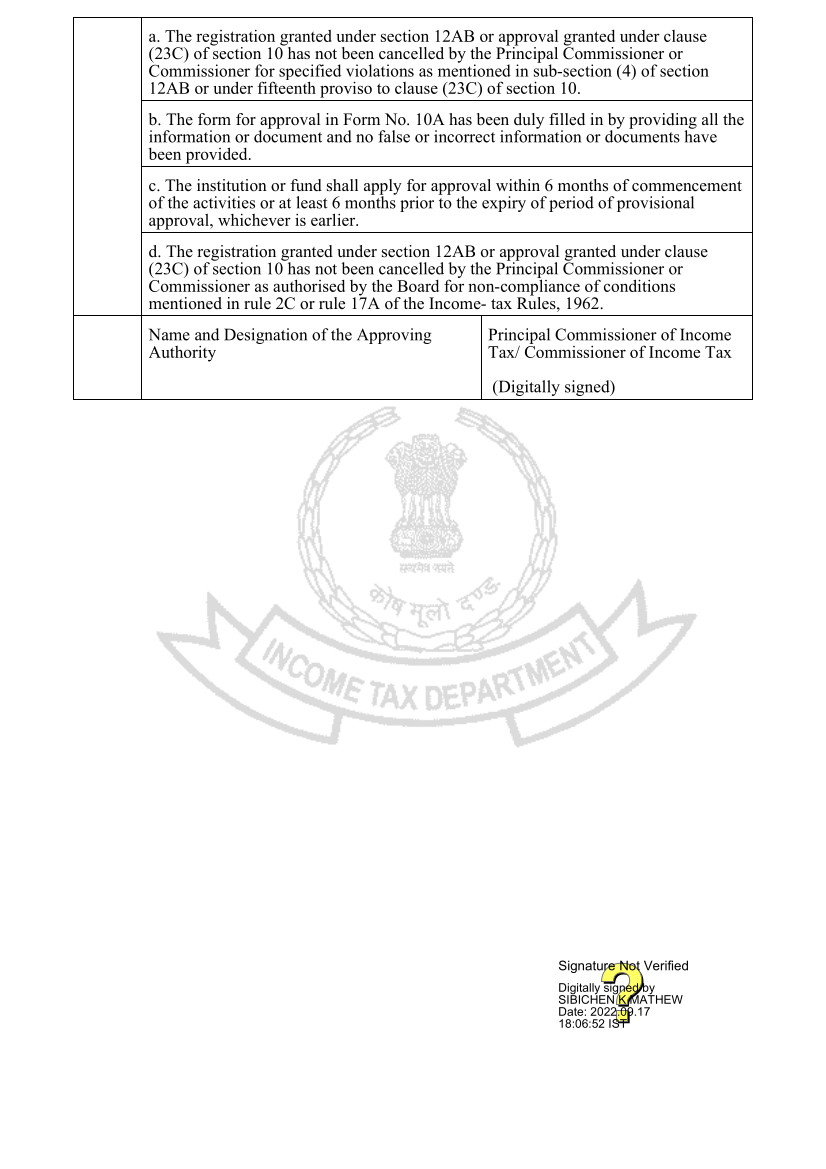 a. The registration granted under section 12AB or approval granted under clause
(23C) of section 10 has not been cancelled by the Principal Commissioner or
Commissioner for specified violations as mentioned in sub-section (4) of section
12AB or under fifteenth proviso to clause (23C) of section 10.
b. The form for approval in Form No. 10A has been duly filled in by providing all the
information or document and no false or incorrect information or documents have
been provided.
c. The institution or fund shall apply for approval within 6 months of commencement
of the activities or at least 6 months prior to the expiry of period of provisional
approval, whichever is earlier.
d. The registration granted under section 12AB or approval granted under clause
(23C) of section 10 has not been cancelled by the Principal Commissioner or
Commissioner as authorised by the Board for non-compliance of conditions
mentioned in rule 2C or rule 17A of the Income- tax Rules, 1962.
Name and Designation of the Approving
Authority
Principal Commissioner of Income
Tax/ Commissioner of Income Tax
(Digitally signed)
सत्यमेव जयते
कोष मूलो दण्ड
INCOME TAX DEPARTMENT
Signature Not Verified
Digitally signed by
SIBICHEN K MATHEW
Date: 2022.09.17
18:06:52 IST
?